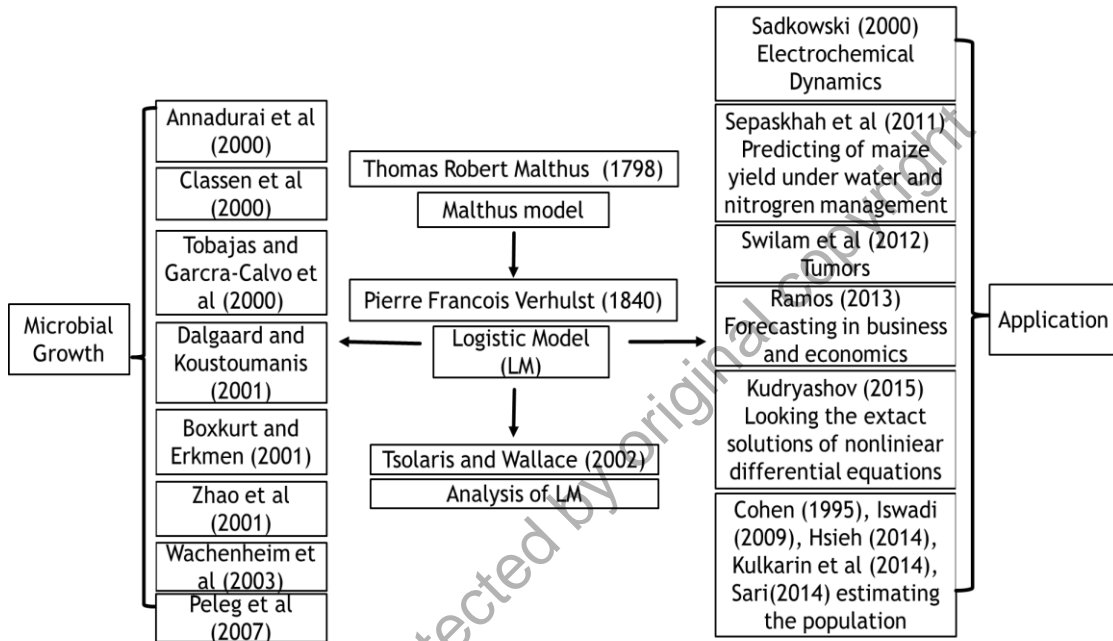 Microbial
Growth
Annadurai et al
(2000)
Classen et al
(2000)
Tobajas and
Garcra-Calvo et
al (2000)
Dalgaard and
Koustoumanis
(2001)
Boxkurt and
Erkmen (2001)
Zhao et al
(2001)
Wachenheim et
al (2003)
Peleg et al
(2007)
Thomas Robert Malthus (1798)
Malthus model
Pierre Francois Verhulst (1840)
Logistic Model
(LM)
Tsolaris and Wallace (2002)
Analysis of LM
Sadkowski (2000)
Electrochemical
Dynamics
Sepaskhah et al (2011)
Predicting of maize
yield under water and
nitrogren management
Swilam et al (2012)
Tumors
Ramos (2013)
Forecasting in business
and economics
Kudryashov (2015)
Looking the extact
solutions of nonliniear
differential equations
Cohen (1995), Iswadi
(2009), Hsieh (2014),
Kulkarin et al (2014),
Sari(2014) estimating
the population
Application
tected by original copyright